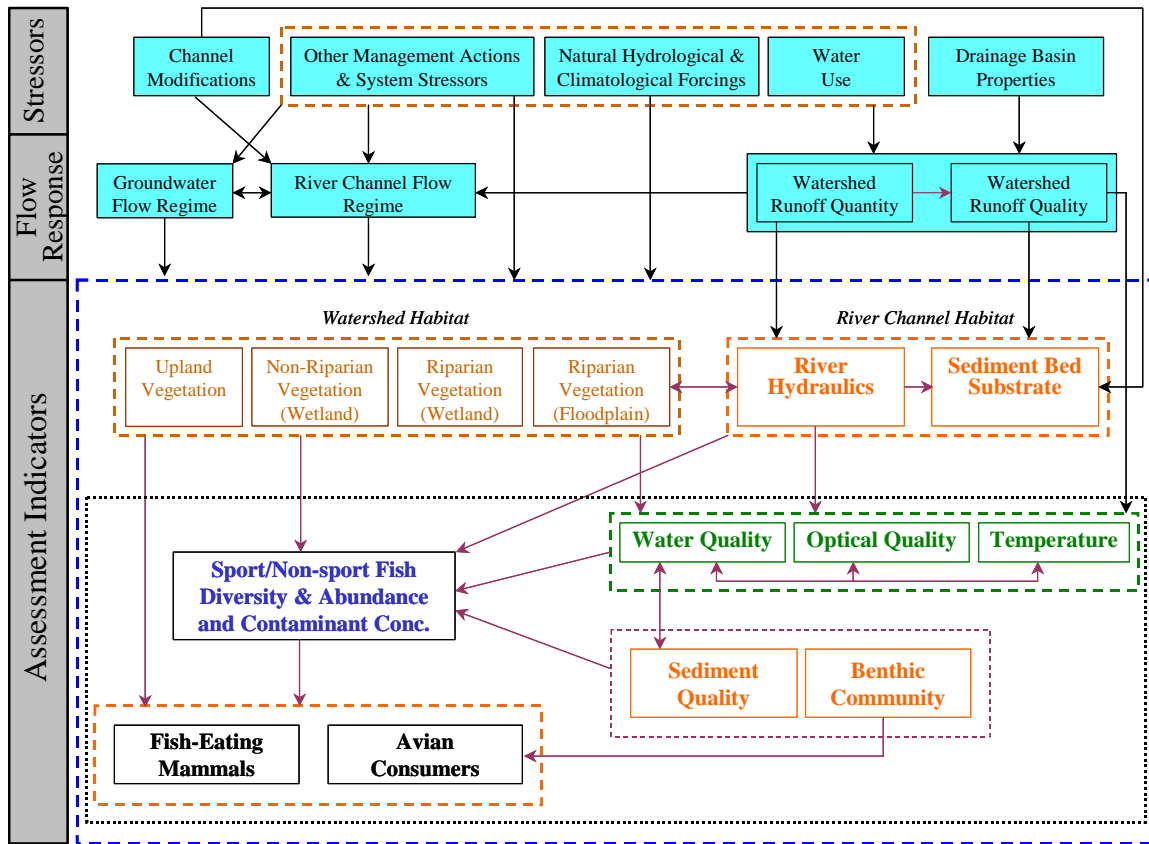 Stressors
Channel
Modifications
Other Management Actions
& System Stressors
Natural Hydrological &
Climatological Forcings
Water
Use
Drainage Basin
Properties
Flow
Response
Groundwater
Flow Regime
River Channel Flow
Regime
Watershed
Runoff Quantity
Watershed
Runoff Quality
Assessment Indicators
Watershed Habitat
River Channel Habitat
Upland
Vegetation
Non-Riparian
Vegetation
(Wetland)
Riparian
Vegetation
(Wetland)
Riparian
Vegetation
(Floodplain)
River
Hydraulics
Sediment Bed
Substrate
Water Quality
Optical Quality
Temperature
Sport/Non-sport Fish
Diversity & Abundance
and Contaminant Conc.
Sediment
Quality
Benthic
Community
Fish-Eating
Mammals
Avian
Consumers